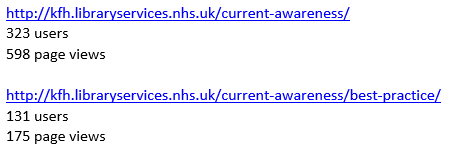 http://kfh.libraryservices.nhs.uk/current-awareness/
323 users
598 page views
http://kfh.libraryservices.nhs.uk/current-awareness/best-practice/
131 users
175 page views